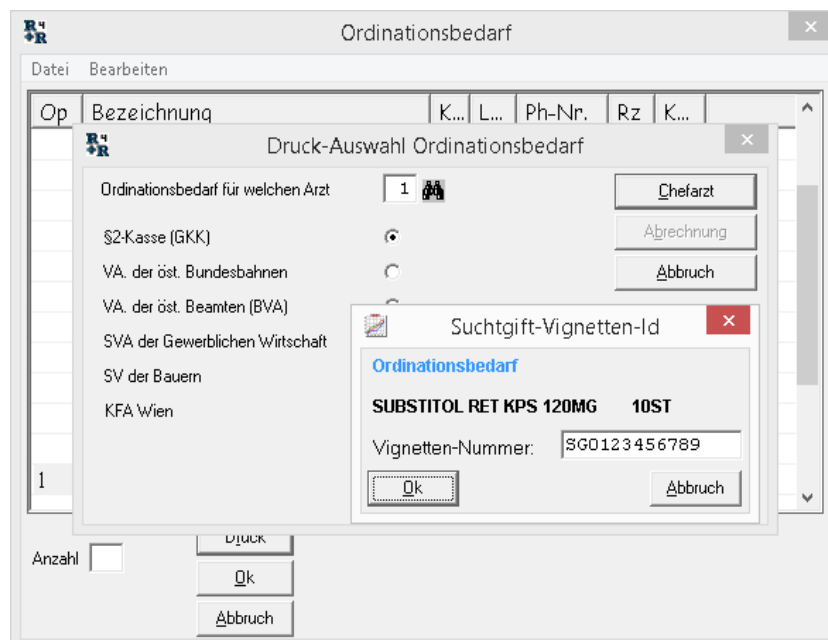 Ordinationsbedarf
Datei Bearbeiten
Op Bezeichnung K... L... Ph-Nr. Rz K...
Druck-Auswahl Ordinationsbedarf
Ordinationsbedarf für welchen Arzt 1 Chefarzt
§2-Kasse (GKK) Abrechnung
VA. der öst. Bundesbahnen Abbruch
VA. der öst. Beamten (BVA)
SVA der Gewerblichen Wirtschaft
SV der Bauern
KFA Wien
Suchtgift-Vignetten-Id
Ordinationsbedarf
SUBSTITOL RET KPS 120MG 10ST
Vignetten-Nummer: SG0123456789
Ok Abbruch
1
Druck
Anzahl
Ok
Abbruch